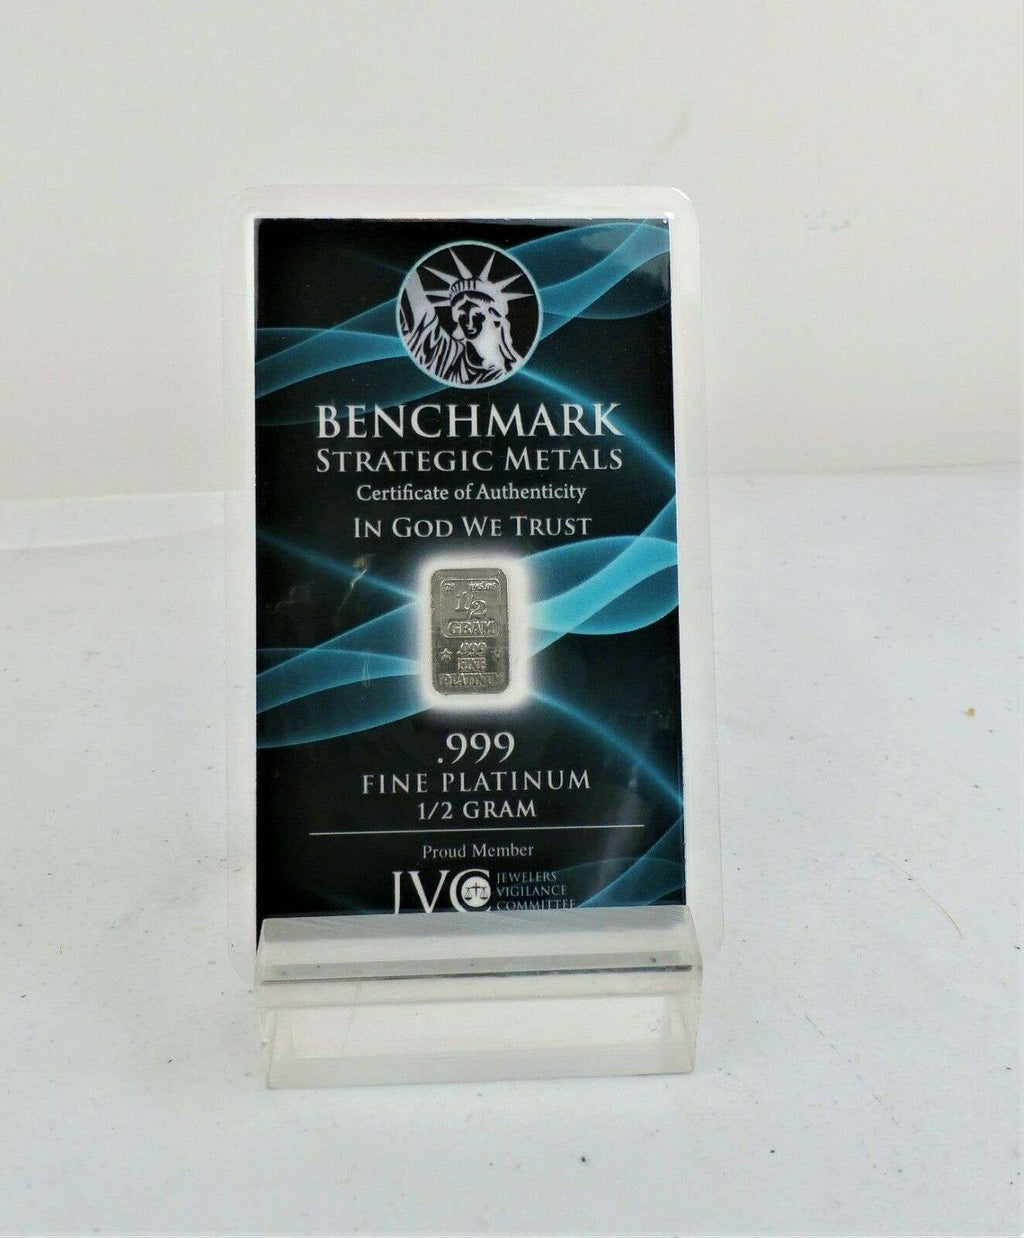 BENCHMARK
STRATEGIC METALS
Certificate of Authenticity
IN GOD WE TRUST
1/2
GRAM
.999
FINE
PLATINUM
.999
FINE PLATINUM
1/2 GRAM
Proud Member
JVC JEWELERS
VIGILANCE
COMMITTEE